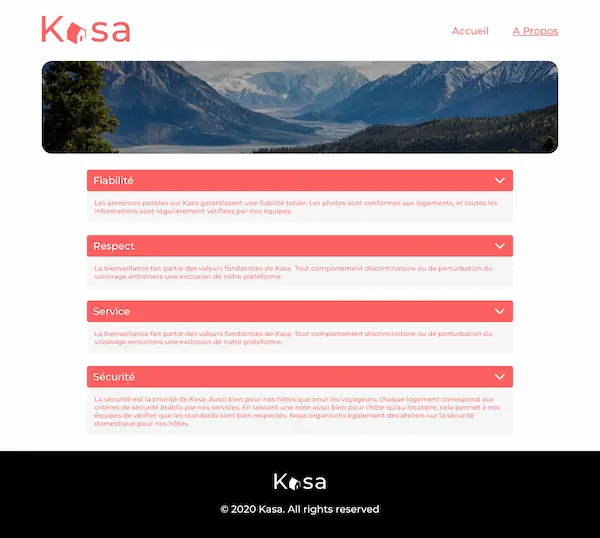 Kasa
Accueil A Propos
Fiabilité
Les annonces postées sur Kasa garantissent une fiabilité totale. Les photos sont conformes aux logements, et toutes les
informations sont régulièrement vérifiées par nos équipes.
Respect
La bienveillance fait partie des valeurs fondatrices de Kasa. Tout comportement discriminatoire ou de perturbation du
voisinage entraînera une exclusion de notre plateforme.
Service
La bienveillance fait partie des valeurs fondatrices de Kasa. Tout comportement discriminatoire ou de perturbation du
voisinage entraînera une exclusion de notre plateforme.
Sécurité
La sécurité est la priorité de Kasa. Aussi bien pour nos hôtes que pour les voyageurs, chaque logement correspond aux
critères de sécurité établis par nos services. En laissant une note aussi bien pour l'hôte qu'au locataire, cela permet à nos
équipes de vérifier que les standards sont bien respectés. Nous organisons également des ateliers sur la sécurité
domestique pour nos hôtes.
Kasa
© 2020 Kasa. All rights reserved